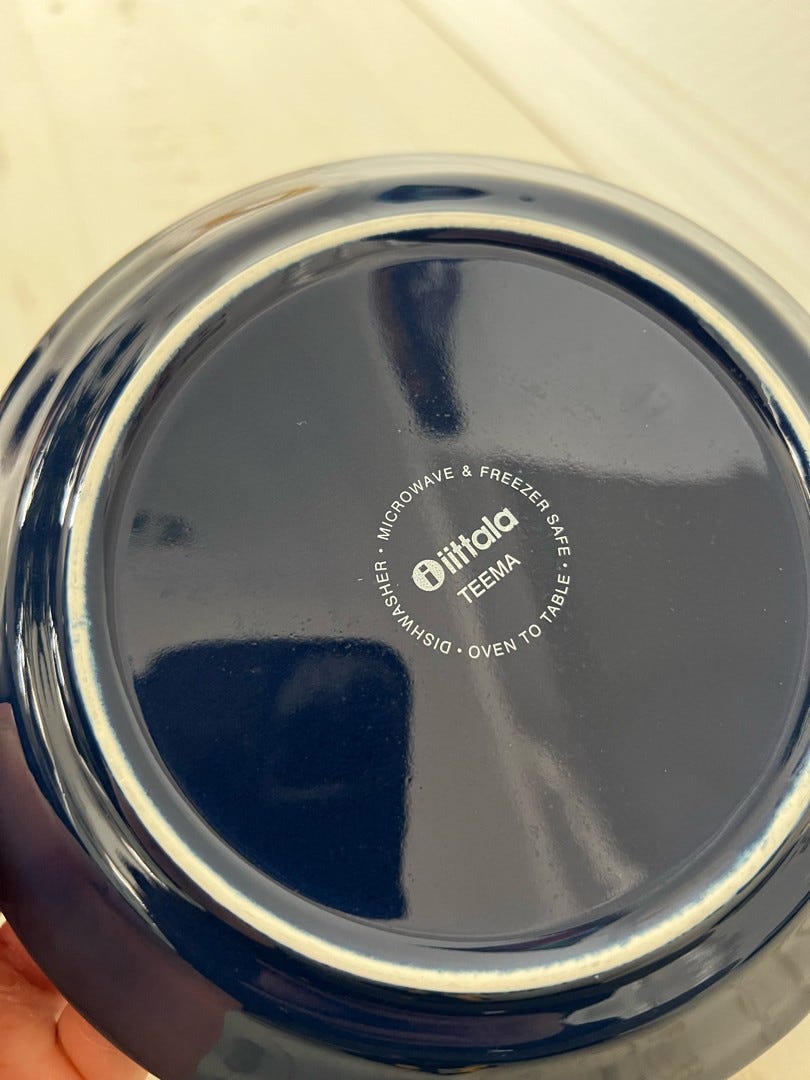 MICROWAVE & FREEZER SAFE • OVEN TO TABLE • DISHWASHER •
i iittala
TEEMA